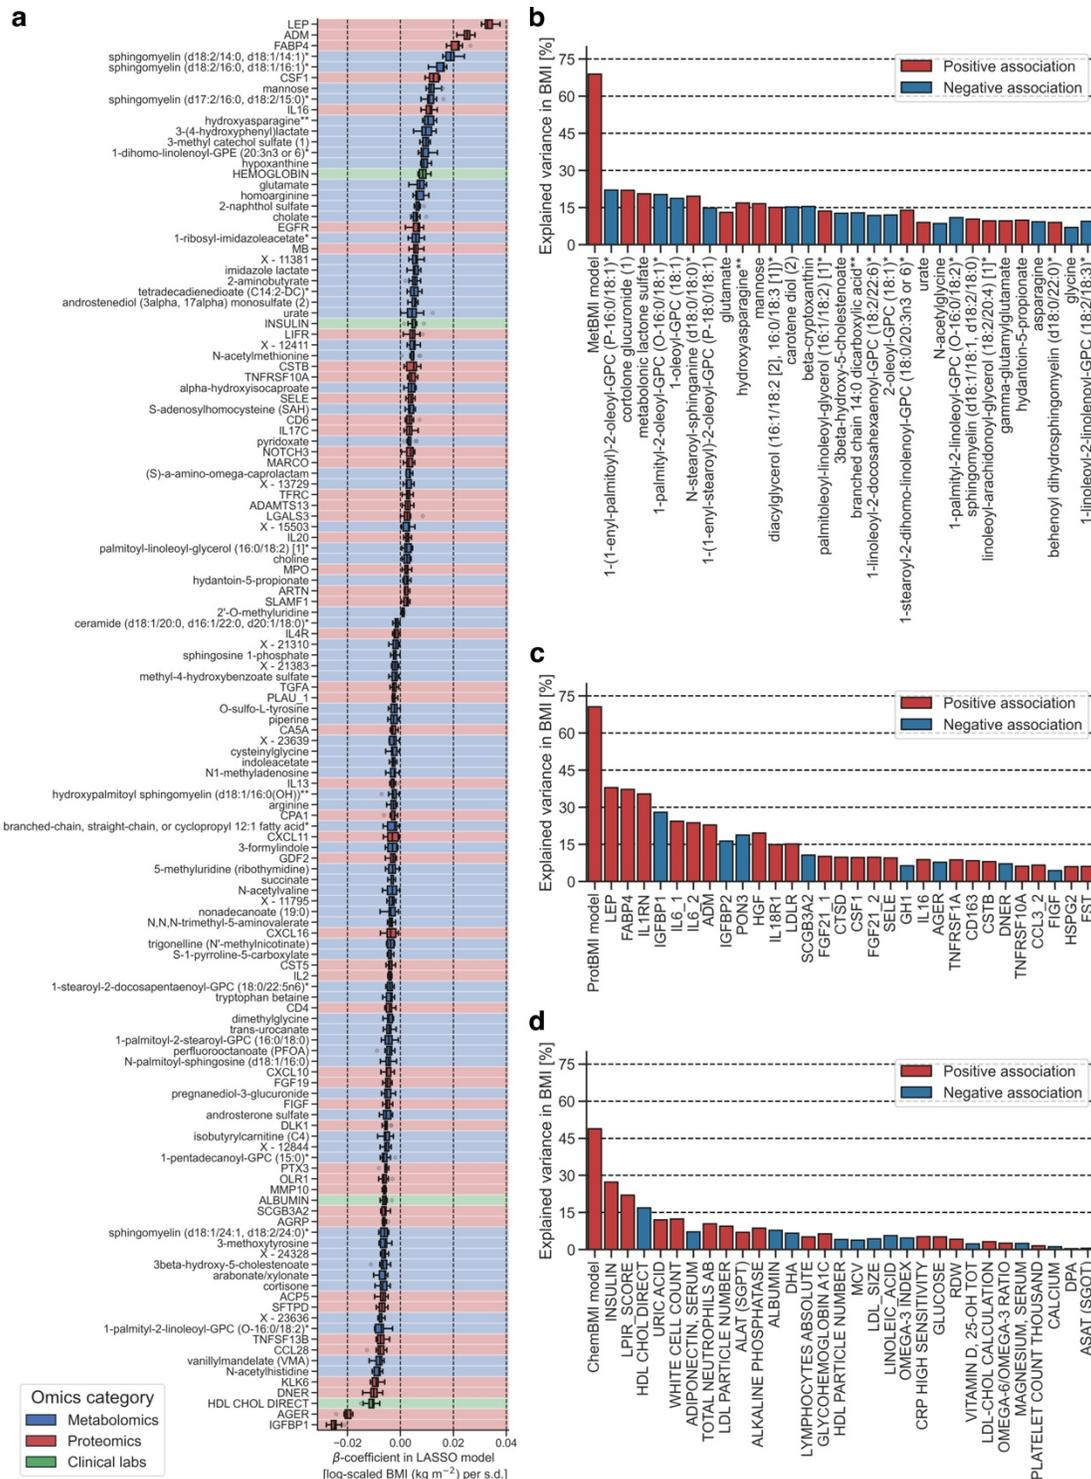 a
LEP
ADM
FABP4
sphingomyelin (d18:2/14:0, d18:1/14:1)*
sphingomyelin (d18:2/16:0, d18:1/16:1)*
CSF1
mannose
sphingomyelin (d17:2/16:0, d18:2/15:0)*
IL16
hydroxyasparagine**
3-(4-hydroxyphenyl)lactate
3-methyl catechol sulfate (1)
1-dihomo-linolenoyl-GPE (20:3n3 or 6)*
hypoxanthine
HEMOGLOBIN
glutamate
homoarginine
2-naphthol sulfate
cholate
EGFR
1-ribosyl-imidazoleacetate*
MB
X - 11381
imidazole lactate
2-aminobutyrate
tetradecadienedioate (C14:2-DC)*
androstenediol (3alpha, 17alpha) monosulfate (2)
urate
INSULIN
LIFR
X - 12411
N-acetylmethionine
CSTB
TNFRSF10A
alpha-hydroxyisocaproate
SELE
S-adenosylhomocysteine (SAH)
CD6
IL17C
pyridoxate
NOTCH3
MARCO
(S)-a-amino-omega-caprolactam
X - 13729
TFRC
ADAMTS13
LGALS3
X - 15503
IL20
palmitoyl-linoleoyl-glycerol (16:0/18:2) [1]*
choline
MPO
hydantoin-5-propionate
ARTN
SLAMF1
2'-O-methyluridine
ceramide (d18:1/20:0, d16:1/22:0, d20:1/18:0)*
IL4R
X - 21310
sphingosine 1-phosphate
X - 21383
methyl-4-hydroxybenzoate sulfate
TGFA
PLAU_1
O-sulfo-L-tyrosine
piperine
CA5A
X - 23639
cysteinylglycine
indoleacetate
N1-methyladenosine
IL13
hydroxypalmitoyl sphingomyelin (d18:1/16:0(OH))**
arginine
CPA1
branched-chain, straight-chain, or cyclopropyl 12:1 fatty acid*
CXCL11
3-formylindole
GDF2
5-methyluridine (ribothymidine)
succinate
N-acetylvaline
X - 11795
nonadecanoate (19:0)
N,N,N-trimethyl-5-aminovalerate
CXCL16
trigonelline (N'-methylnicotinate)
S-1-pyrroline-5-carboxylate
CST5
IL2
1-stearoyl-2-docosapentaenoyl-GPC (18:0/22:5n6)*
tryptophan betaine
CD4
dimethylglycine
trans-urocanate
1-palmitoyl-2-stearoyl-GPC (16:0/18:0)
perfluorooctanoate (PFOA)
N-palmitoyl-sphingosine (d18:1/16:0)
CXCL10
FGF19
pregnanediol-3-glucuronide
FIGF
androsterone sulfate
DLK1
isobutyrylcarnitine (C4)
X - 12844
1-pentadecanoyl-GPC (15:0)*
PTX3
OLR1
MMP10
ALBUMIN
SCGB3A2
AGRP
sphingomyelin (d18:1/24:1, d18:2/24:0)*
3-methoxytyrosine
X - 24328
3beta-hydroxy-5-cholestenoate
arabonate/xylonate
cortisone
ACP5
SFTPD
X - 23636
1-palmityl-2-linoleoyl-GPC (O-16:0/18:2)*
TNFSF13B
CCL28
vanillylmandelate (VMA)
N-acetylhistidine
KLK6
DNER
HDL CHOL DIRECT
AGER
IGFBP1
−0.02 0.00 0.02 0.04
β-coefficient in LASSO model
[log-scaled BMI (kg m−2) per s.d.]
Omics category
Metabolomics
Proteomics
Clinical labs
b
Explained variance in BMI [%]
75
60
45
30
15
0
Positive association
Negative association
MetBMI model
1-(1-enyl-palmitoyl)-2-oleoyl-GPC (P-16:0/18:1)*
cortolone glucuronide (1)
metabolonic lactone sulfate
1-palmityl-2-oleoyl-GPC (O-16:0/18:1)*
1-oleoyl-GPC (18:1)
N-stearoyl-sphinganine (d18:0/18:0)*
1-(1-enyl-stearoyl)-2-oleoyl-GPC (P-18:0/18:1)
glutamate
hydroxyasparagine**
mannose
diacylglycerol (16:1/18:2 [2], 16:0/18:3 [1])*
carotene diol (2)
beta-cryptoxanthin
palmitoleoyl-linoleoyl-glycerol (16:1/18:2) [1]*
3beta-hydroxy-5-cholestenoate
branched chain 14:0 dicarboxylic acid**
1-linoleoyl-2-docosahexaenoyl-GPC (18:2/22:6)*
2-oleoyl-GPC (18:1)*
1-stearoyl-2-dihomo-linolenoyl-GPC (18:0/20:3n3 or 6)*
urate
N-acetylglycine
1-palmityl-2-linoleoyl-GPC (O-16:0/18:2)*
sphingomyelin (d18:1/18:1, d18:2/18:0)
linoleoyl-arachidonoyl-glycerol (18:2/20:4) [1]*
gamma-glutamylglutamate
hydantoin-5-propionate
asparagine
behenoyl dihydrosphingomyelin (d18:0/22:0)*
glycine
1-linoleoyl-2-linolenoyl-GPC (18:2/18:3)*
c
Explained variance in BMI [%]
75
60
45
30
15
0
Positive association
Negative association
ProtBMI model
LEP
FABP4
IL1RN
IGFBP1
IL6_1
IL6_2
ADM
IGFBP2
PON3
HGF
IL18R1
LDLR
SCGB3A2
FGF21_1
CTSD
CSF1
FGF21_2
SELE
GH1
IL16
AGER
TNFRSF1A
CD163
CSTB
DNER
TNFRSF10A
CCL3_2
FIGF
HSPG2
FST
d
Explained variance in BMI [%]
75
60
45
30
15
0
Positive association
Negative association
ChemBMI model
INSULIN
LPIR_SCORE
HDL CHOL DIRECT
URIC ACID
WHITE CELL COUNT
ADIPONECTIN, SERUM
TOTAL NEUTROPHILS AB
LDL PARTICLE NUMBER
ALAT (SGPT)
ALKALINE PHOSPHATASE
ALBUMIN
DHA
LYMPHOCYTES ABSOLUTE
GLYCOHEMOGLOBIN A1C
HDL PARTICLE NUMBER
MCV
LDL_SIZE
LINOLEIC_ACID
OMEGA-3 INDEX
CRP HIGH SENSITIVITY
GLUCOSE
RDW
VITAMIN D, 25-OH TOT
LDL-CHOL CALCULATION
OMEGA-6/OMEGA-3 RATIO
MAGNESIUM, SERUM
PLATELET COUNT THOUSAND
CALCIUM
DPA
ASAT (SGOT)